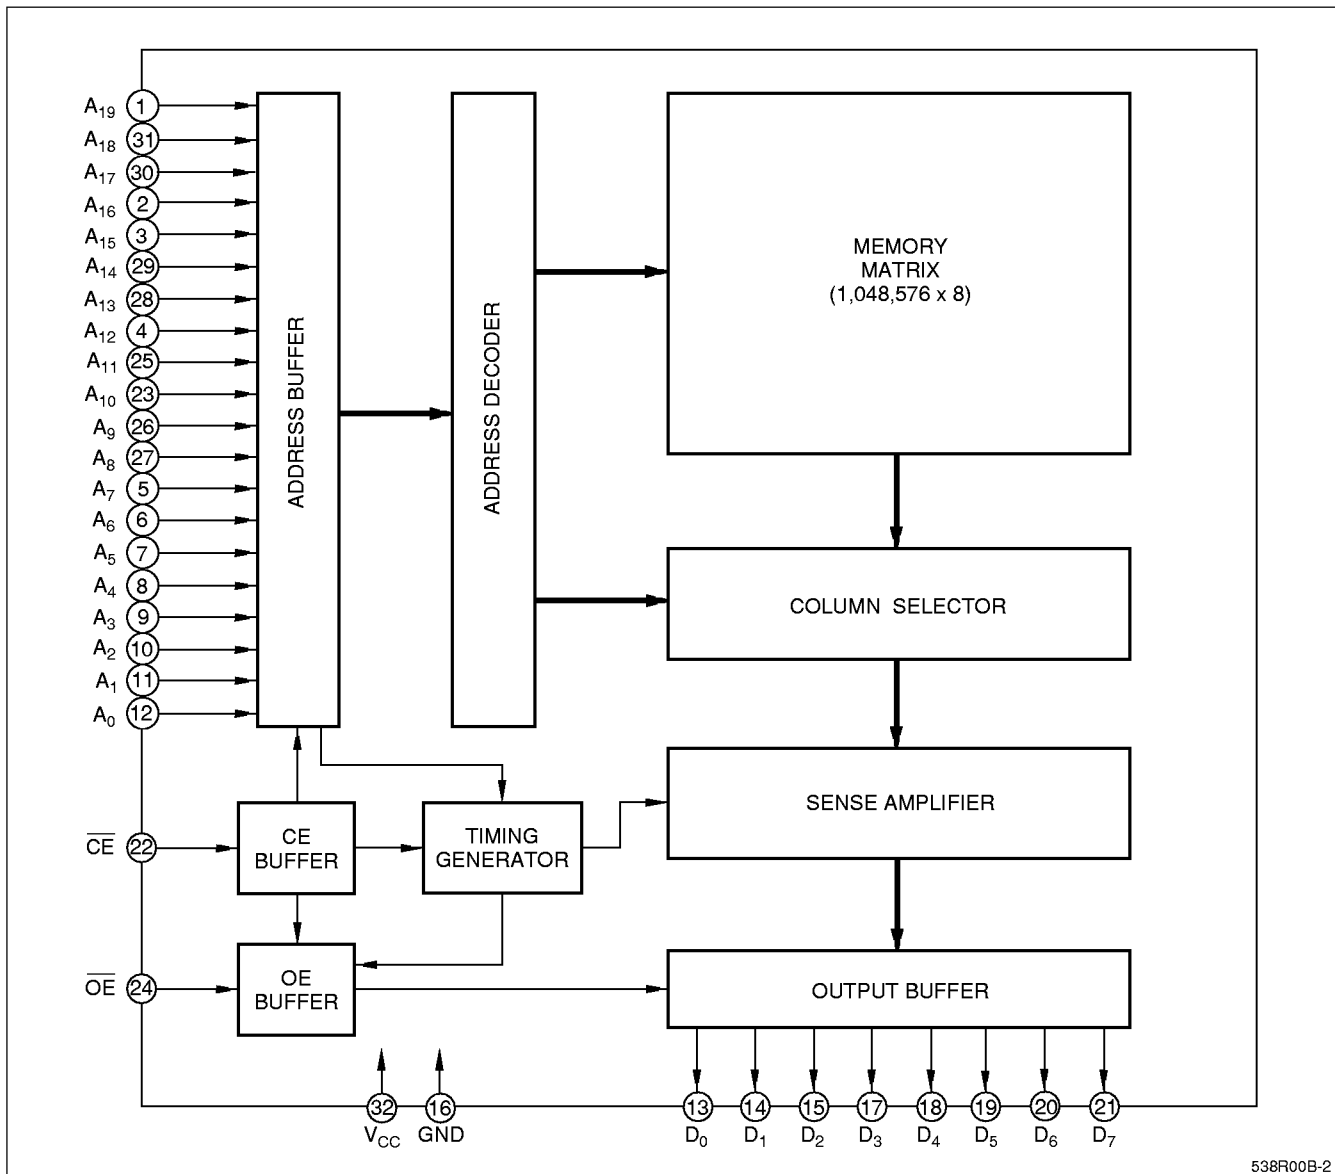 A19 1
A18 31
A17 30
A16 2
A15 3
A14 29
A13 28
A12 4
A11 25
A10 23
A9 26
A8 27
A7 5
A6 6
A5 7
A4 8
A3 9
A2 10
A1 11
A0 12
ADDRESS BUFFER
ADDRESS DECODER
MEMORY
MATRIX
(1,048,576 x 8)
COLUMN SELECTOR
SENSE AMPLIFIER
CE 22
CE
BUFFER
TIMING
GENERATOR
OE 24
OE
BUFFER
OUTPUT BUFFER
32 16 13 14 15 17 18 19 20 21
VCC GND D0 D1 D2 D3 D4 D5 D6 D7
538R00B-2